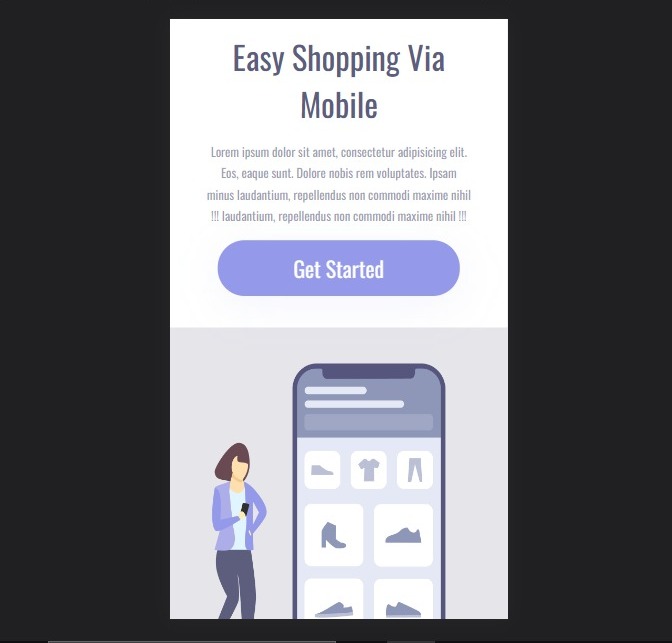 Easy Shopping Via
Mobile
Lorem ipsum dolor sit amet, consectetur adipisicing elit.
Eos, eaque sunt. Dolore nobis rem voluptates. Ipsam
minus laudantium, repellendus non commodi maxime nihil
!!! laudantium, repellendus non commodi maxime nihil !!!
Get Started